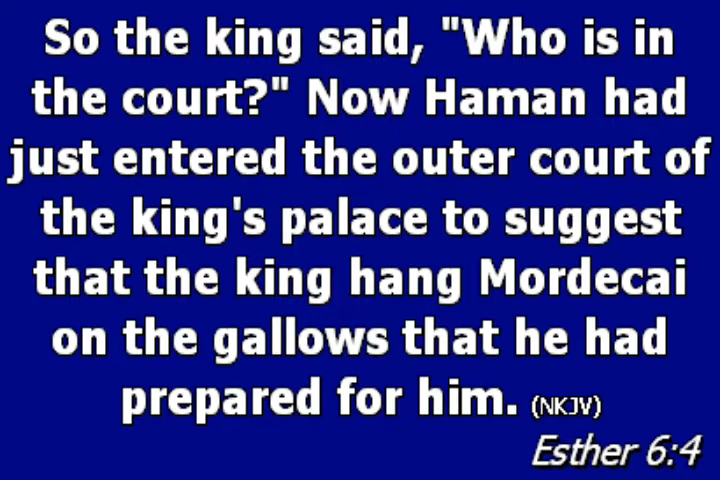 So the king said, "Who is in
the court?" Now Haman had
just entered the outer court of
the king's palace to suggest
that the king hang Mordecai
on the gallows that he had
prepared for him. (NKJV)
Esther 6:4